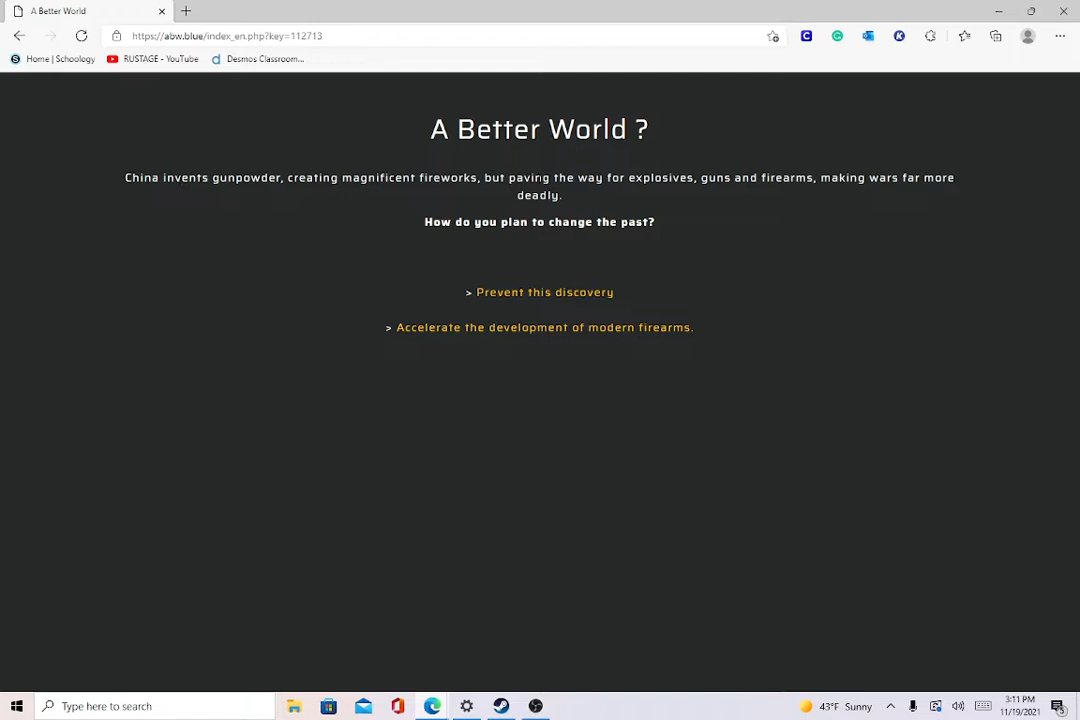 A Better World
https://abw.blue/index_en.php?key=112713
Home | Schoology
RUSTAGE - YouTube
Desmos Classroom...
A Better World ?
China invents gunpowder, creating magnificent fireworks, but paving the way for explosives, guns and firearms, making wars far more
deadly.
How do you plan to change the past?
> Prevent this discovery
> Accelerate the development of modern firearms.
Type here to search
43°F Sunny
3:11 PM
11/19/2021